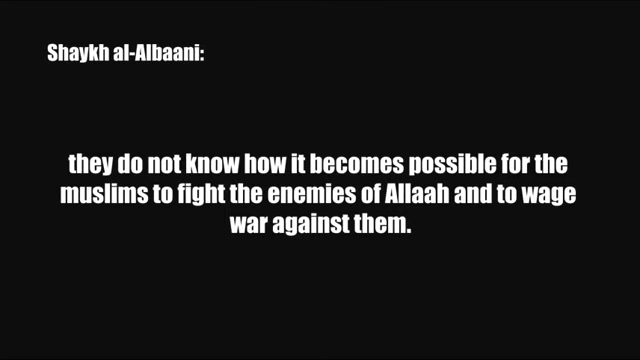 Shaykh al-Albaani:
they do not know how it becomes possible for the
muslims to fight the enemies of Allaah and to wage
war against them.